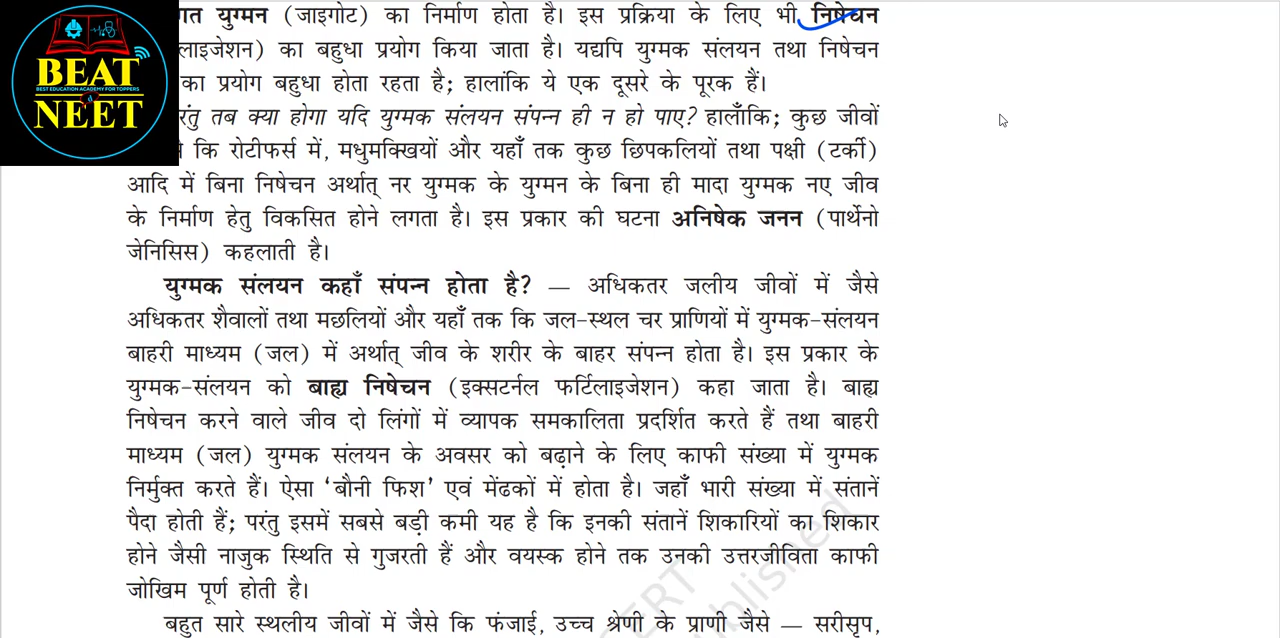 गत युग्मन (जाइगोट) का निर्माण होता है। इस प्रक्रिया के लिए भी निषेचन
लाइजेशन) का बहुधा प्रयोग किया जाता है। यद्यपि युग्मक संलयन तथा निषेचन
का प्रयोग बहुधा होता रहता है; हालांकि ये एक दूसरे के पूरक हैं।
BEAT
BEST EDUCATION ACADEMY FOR TOPPERS
NEET
रंतु तब क्या होगा यदि युग्मक संलयन संपन्न ही न हो पाए? हालाँकि; कुछ जीवों
कि रोटीफर्स में, मधुमक्खियों और यहाँ तक कुछ छिपकलियों तथा पक्षी (टर्की)
आदि में बिना निषेचन अर्थात् नर युग्मक के युग्मन के बिना ही मादा युग्मक नए जीव
के निर्माण हेतु विकसित होने लगता है। इस प्रकार की घटना अनिषेक जनन (पार्थेनो
जेनिसिस) कहलाती है।
युग्मक संलयन कहाँ संपन्न होता है? — अधिकतर जलीय जीवों में जैसे
अधिकतर शैवालों तथा मछलियों और यहाँ तक कि जल-स्थल चर प्राणियों में युग्मक-संलयन
बाहरी माध्यम (जल) में अर्थात् जीव के शरीर के बाहर संपन्न होता है। इस प्रकार के
युग्मक-संलयन को बाह्य निषेचन (इक्सटर्नल फर्टिलाइजेशन) कहा जाता है। बाह्य
निषेचन करने वाले जीव दो लिंगों में व्यापक समकालिता प्रदर्शित करते हैं तथा बाहरी
माध्यम (जल) युग्मक संलयन के अवसर को बढ़ाने के लिए काफी संख्या में युग्मक
निर्मुक्त करते हैं। ऐसा ‘बौनी फिश’ एवं मेंढकों में होता है। जहाँ भारी संख्या में संतानें
पैदा होती हैं; परंतु इसमें सबसे बड़ी कमी यह है कि इनकी संतानें शिकारियों का शिकार
होने जैसी नाजुक स्थिति से गुजरती हैं और वयस्क होने तक उनकी उत्तरजीविता काफी
जोखिम पूर्ण होती है।
बहुत सारे स्थलीय जीवों में जैसे कि फंजाई, उच्च श्रेणी के प्राणी जैसे — सरीसृप,